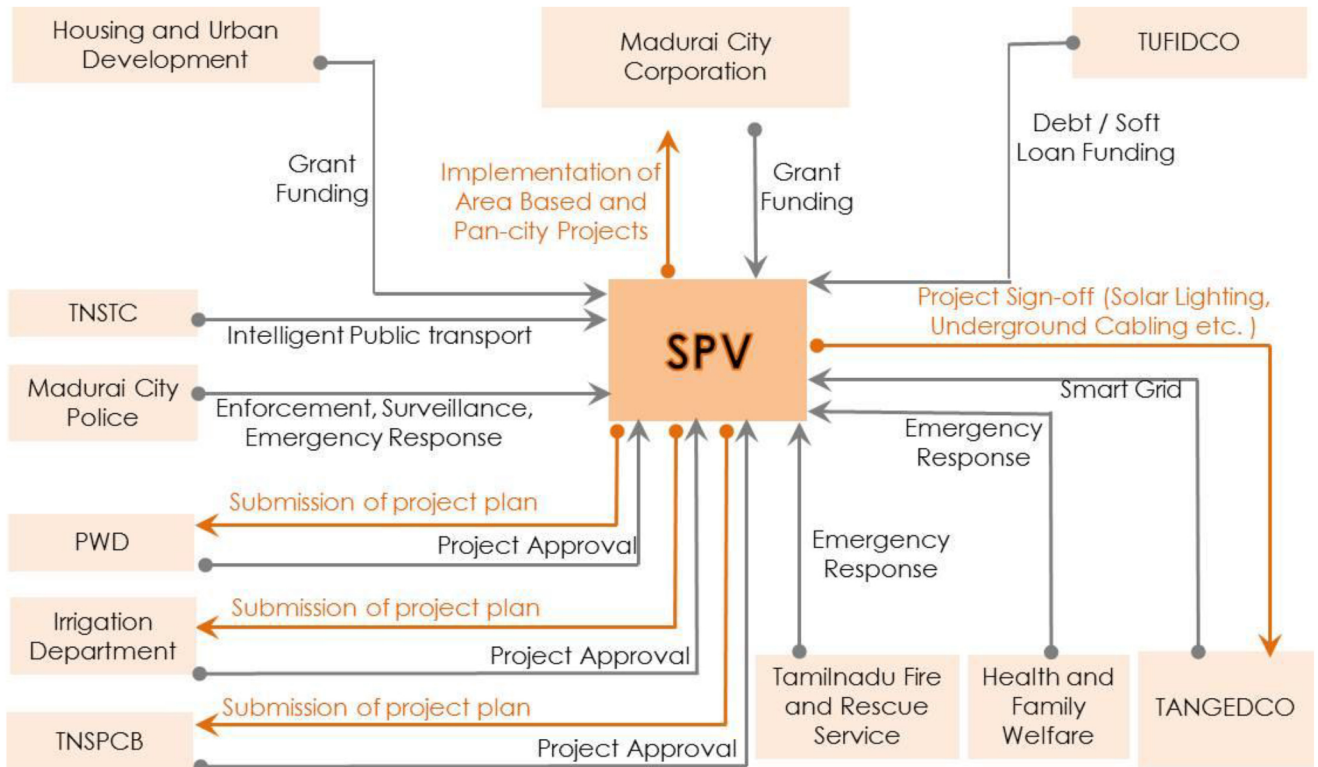 Housing and Urban
Development
Madurai City
Corporation
TUFIDCO
Grant
Funding
Implementation of
Area Based and
Pan-city Projects
Grant
Funding
Debt / Soft
Loan Funding
TNSTC
Intelligent Public transport
SPV
Project Sign-off (Solar Lighting,
Underground Cabling etc. )
Madurai City
Police
Enforcement, Surveillance,
Emergency Response
Smart Grid
Emergency
Response
Submission of project plan
PWD
Project Approval
Emergency
Response
Submission of project plan
Irrigation
Department
Project Approval
Submission of project plan
TNSPCB
Project Approval
Tamilnadu Fire
and Rescue
Service
Health and
Family
Welfare
TANGEDCO